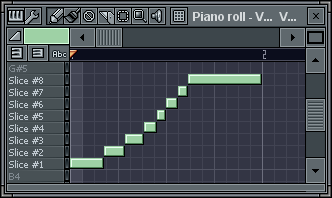 Piano roll - V... V...
Abc
2
G#5
Slice #8
Slice #7
Slice #6
Slice #5
Slice #4
Slice #3
Slice #2
Slice #1
B4